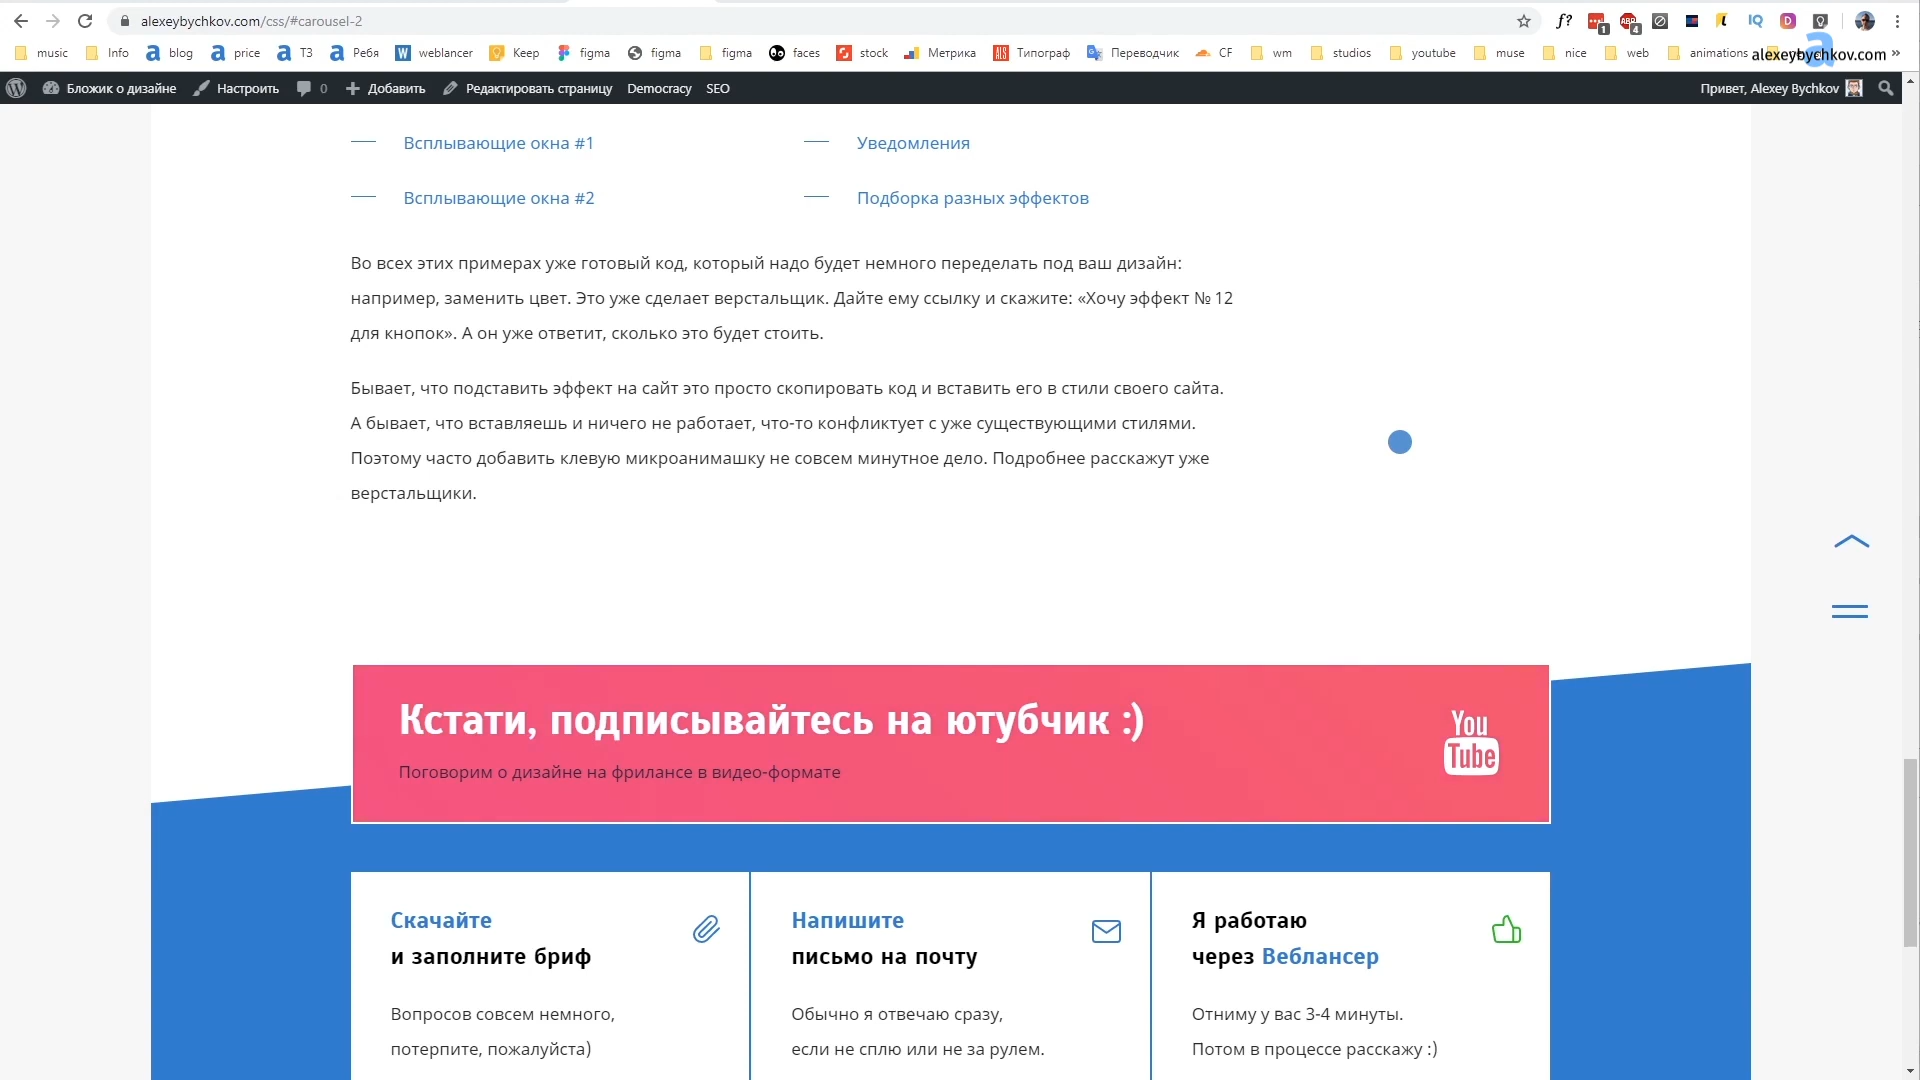 alexeybychkov.com/css/#carousel-2
f?
1
ABP
4
IQ
D
music Info blog price ТЗ Ребя weblancer Keep figma figma figma faces stock Метрика Типограф Переводчик CF wm studios youtube muse nice web animations »
alexeybychkov.com
Бложик о дизайне Настроить 0 Добавить Редактировать страницу Democracy SEO Привет, Alexey Bychkov
Всплывающие окна #1 Уведомления
Всплывающие окна #2 Подборка разных эффектов
Во всех этих примерах уже готовый код, который надо будет немного переделать под ваш дизайн:
например, заменить цвет. Это уже сделает верстальщик. Дайте ему ссылку и скажите: «Хочу эффект № 12
для кнопок». А он уже ответит, сколько это будет стоить.
Бывает, что подставить эффект на сайт это просто скопировать код и вставить его в стили своего сайта.
А бывает, что вставляешь и ничего не работает, что-то конфликтует с уже существующими стилями.
Поэтому часто добавить клевую микроанимашку не совсем минутное дело. Подробнее расскажут уже
верстальщики.
Кстати, подписывайтесь на ютубчик :)
Поговорим о дизайне на фрилансе в видео-формате
You
Tube
Скачайте
и заполните бриф
Вопросов совсем немного,
потерпите, пожалуйста)
Напишите
письмо на почту
Обычно я отвечаю сразу,
если не сплю или не за рулем.
Я работаю
через Веблансер
Отниму у вас 3-4 минуты.
Потом в процессе расскажу :)